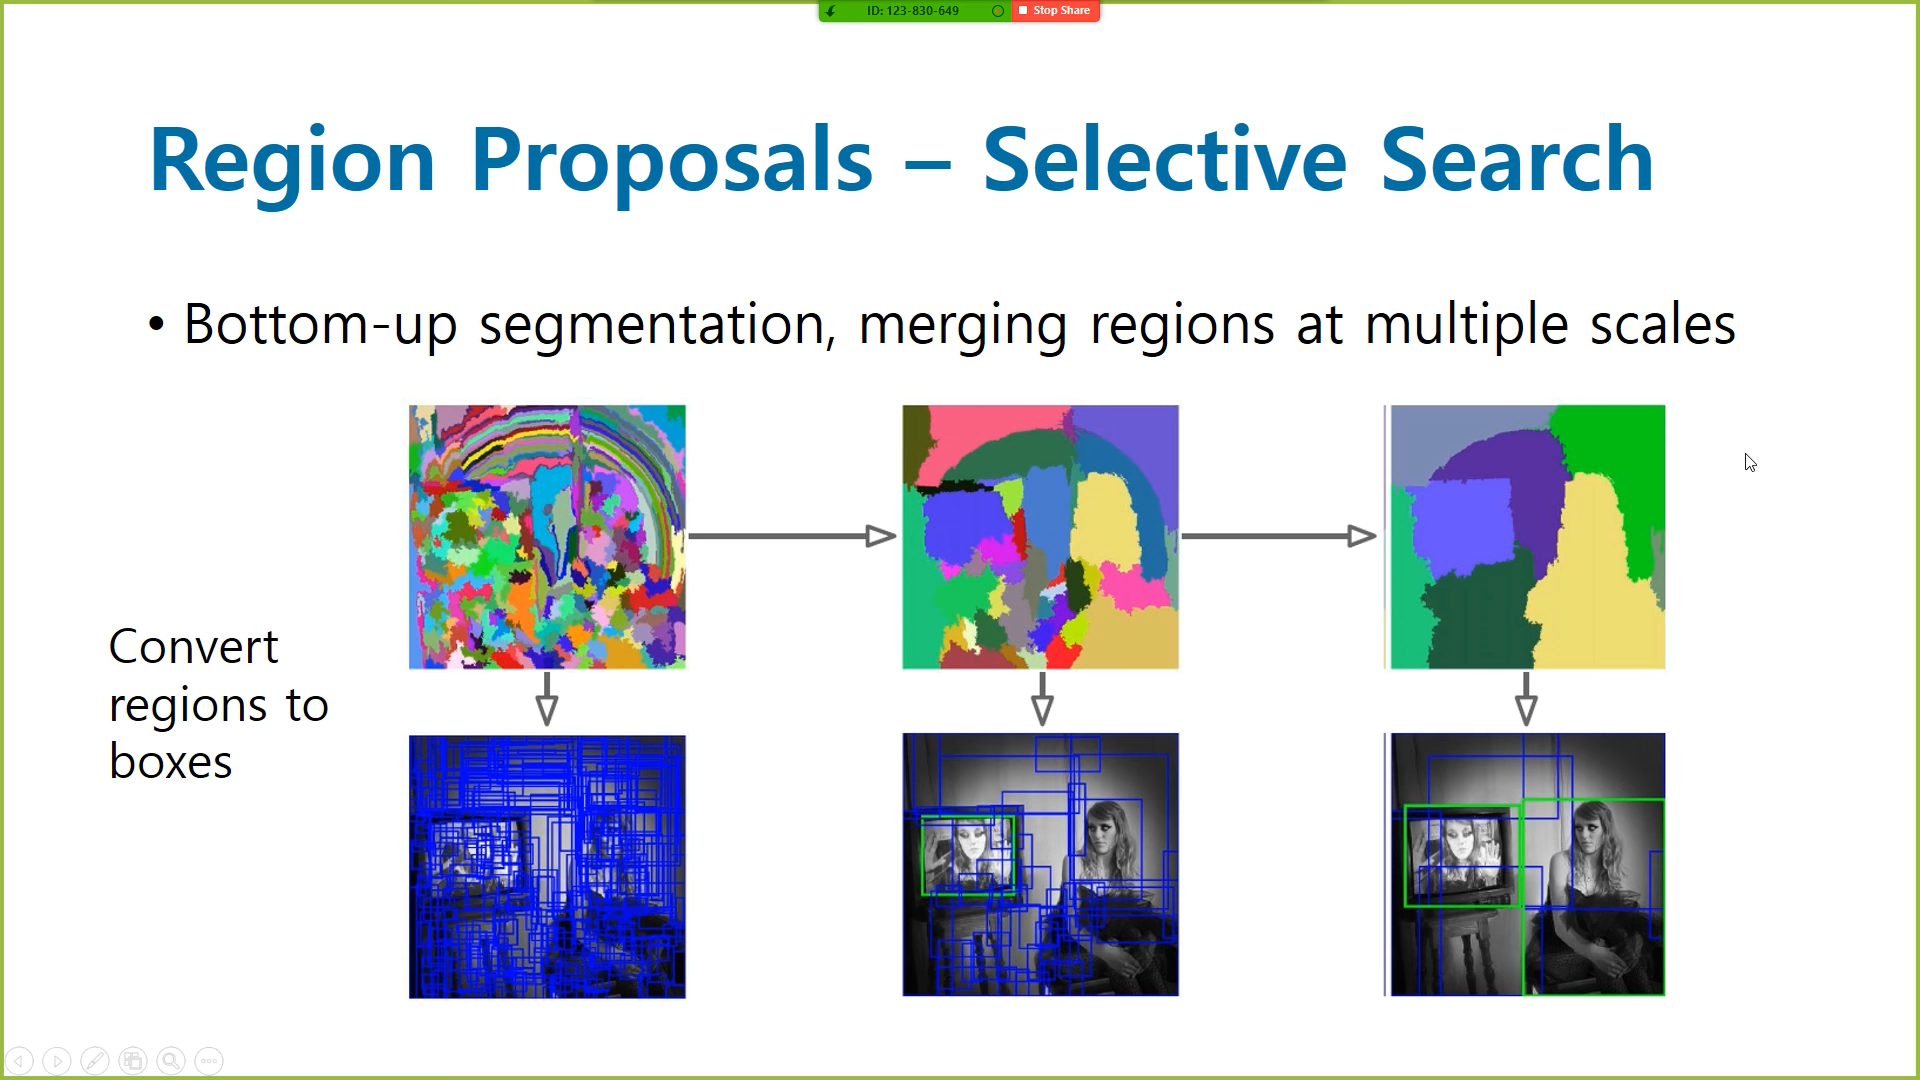 ID: 123-830-649
Stop Share
Region Proposals – Selective Search
• Bottom-up segmentation, merging regions at multiple scales
Convert
regions to
boxes